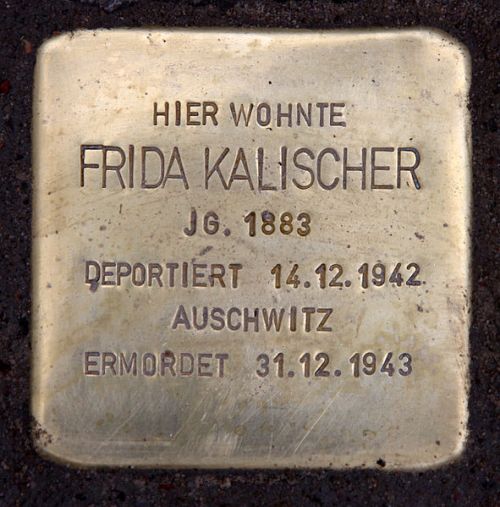 HIER WOHNTE
FRIDA KALISCHER
JG. 1883
DEPORTIERT 14.12.1942
AUSCHWITZ
ERMORDET 31.12.1943